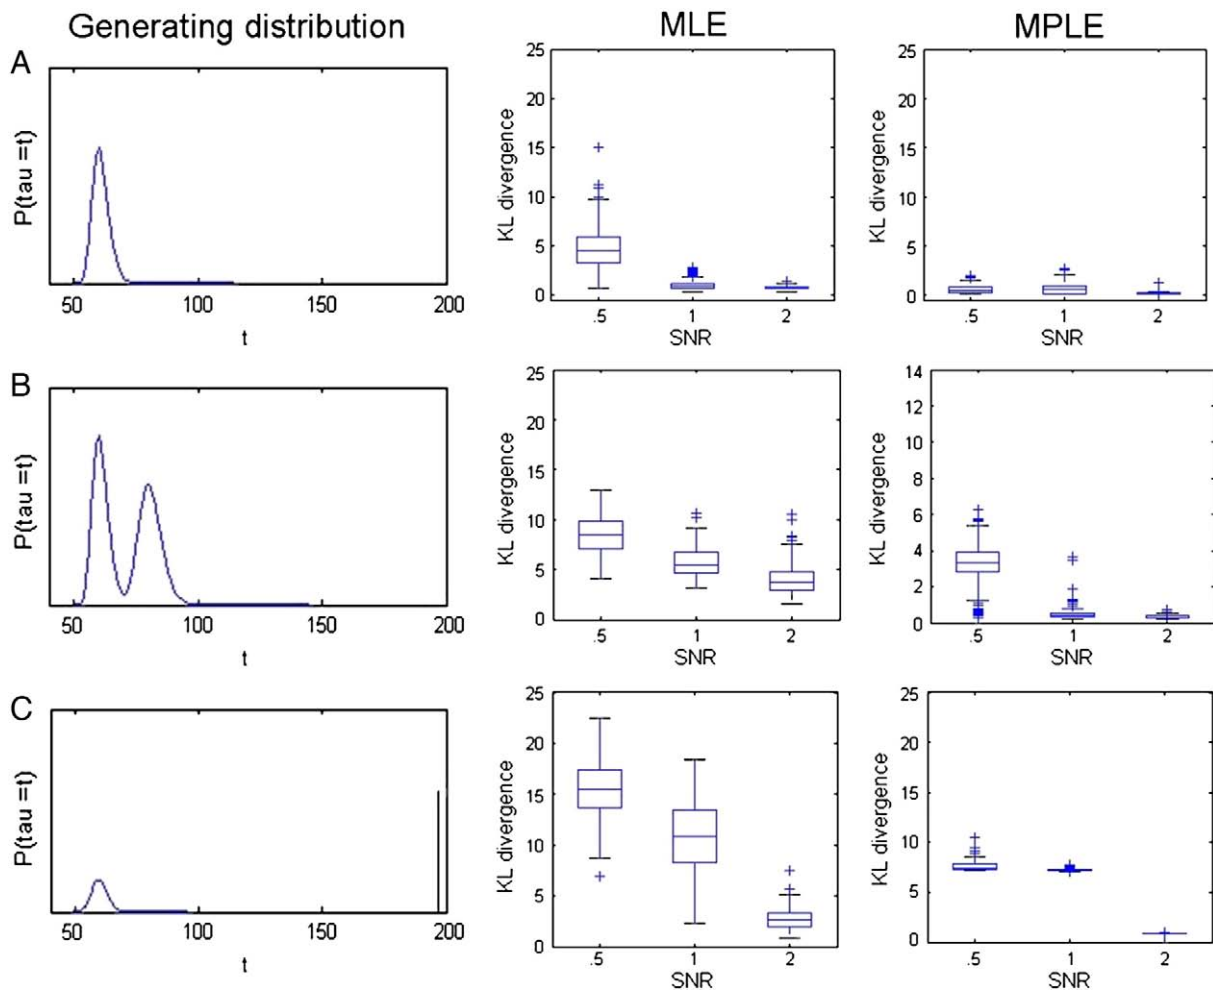 Generating distribution MLE MPLE
A
P(tau =t)
50 100 150 200
t
KL divergence
25
20
15
10
5
0
.5 1 2
SNR
KL divergence
25
20
15
10
5
0
.5 1 2
SNR
B
P(tau =t)
50 100 150 200
t
KL divergence
25
20
15
10
5
0
.5 1 2
SNR
KL divergence
14
12
10
8
6
4
2
0
.5 1 2
SNR
C
P(tau =t)
50 100 150 200
t
KL divergence
25
20
15
10
5
0
.5 1 2
SNR
KL divergence
25
20
15
10
5
0
.5 1 2
SNR